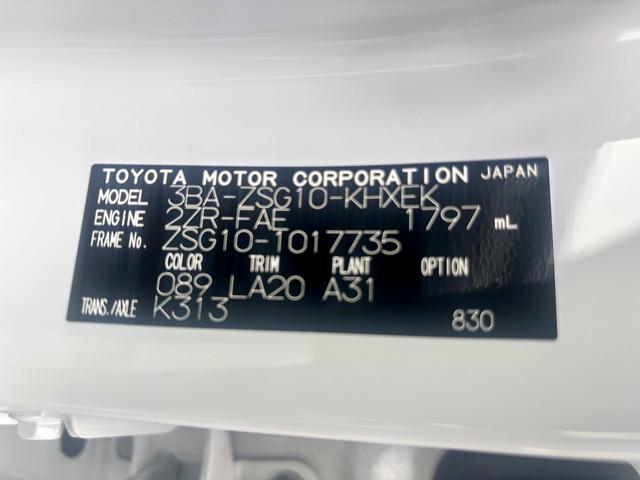 TOYOTA MOTOR CORPORATION JAPAN
MODEL 3BA-ZSG10-KHXEK
ENGINE 2ZR-FAE 1797 mL
FRAME No. ZSG10-1017735
COLOR TRIM PLANT OPTION
089 LA20 A31
TRANS./AXLE K313 830